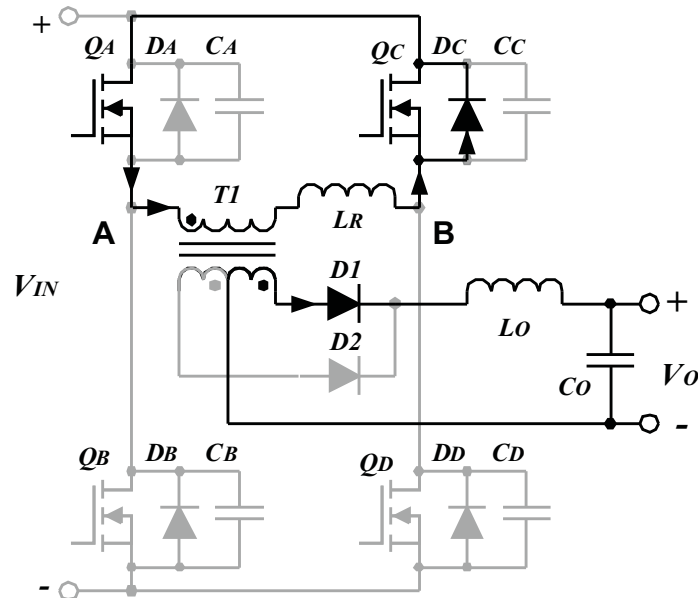 +
QA DA CA
QC DC CC
T1
A
LR
B
VIN
D1
+
LO
D2
CO
VO
-
QB DB CB
QD DD CD
-